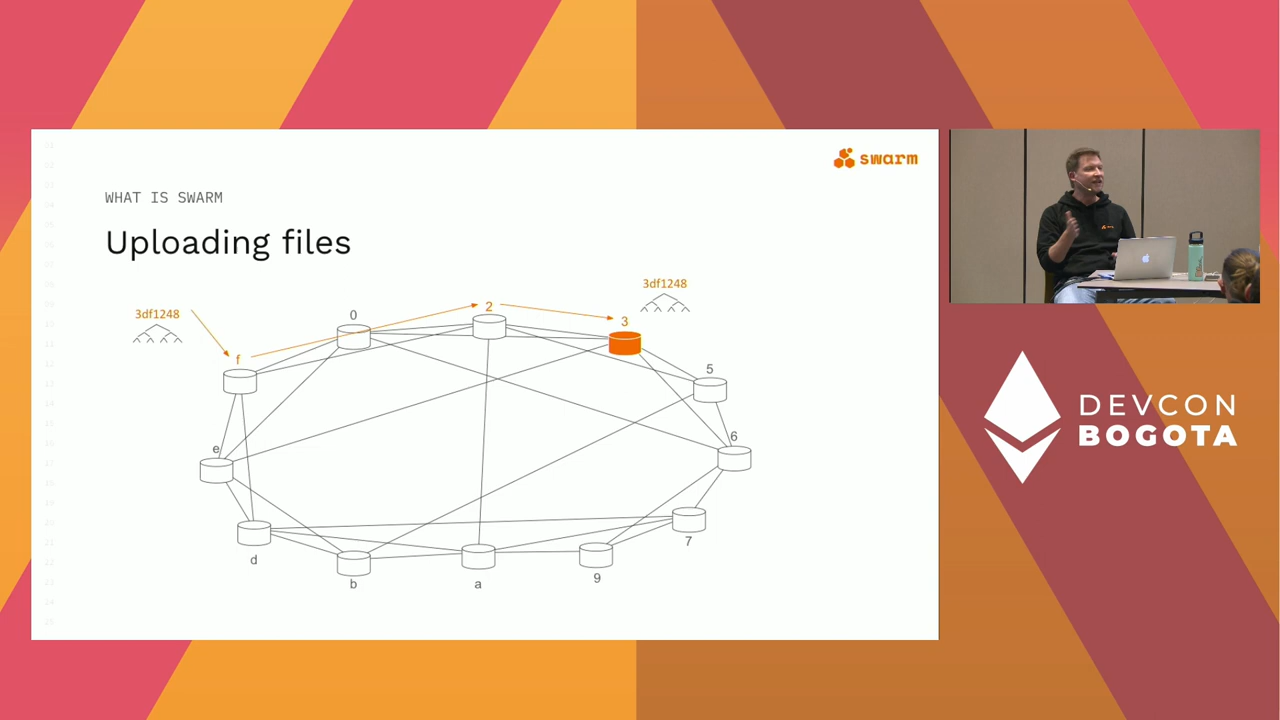 swarm
WHAT IS SWARM
Uploading files
3df1248
3df1248
0
2
3
f
5
e
6
d
7
b
a
9
DEVCON
BOGOTA